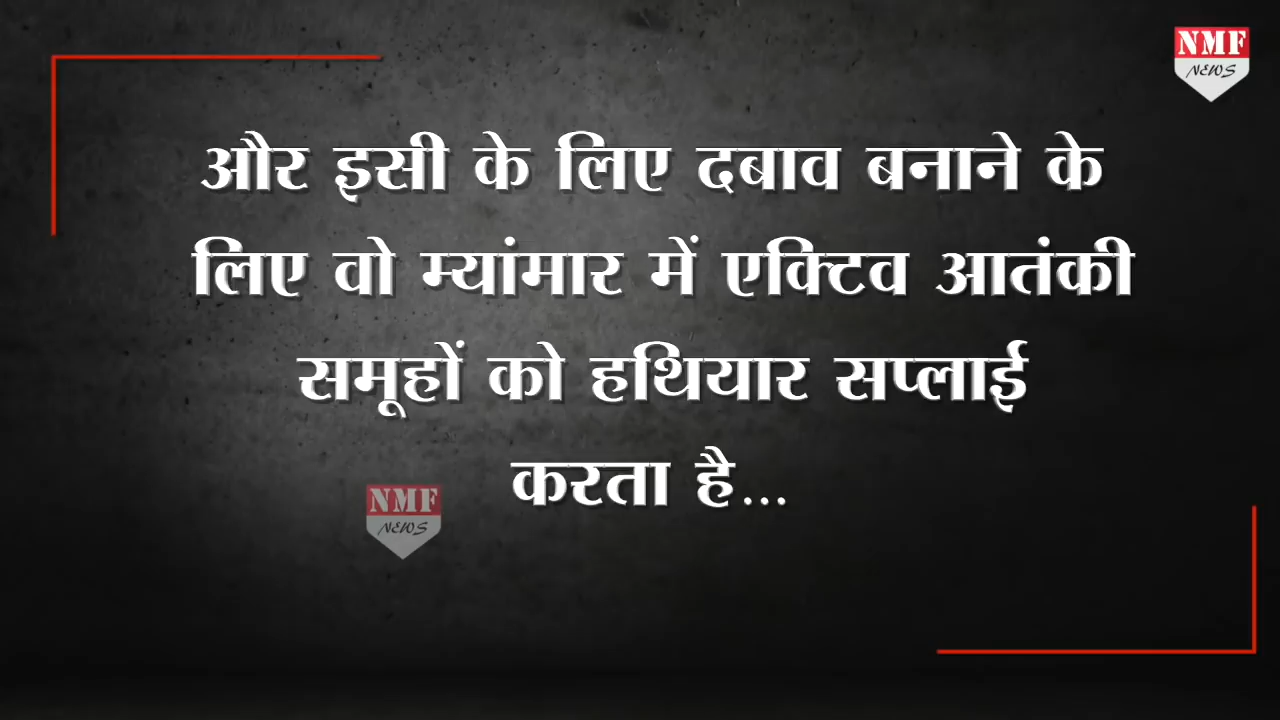 NMF
NEWS
और इसी के लिए दबाव बनाने के
लिए वो म्यांमार में एक्टिव आतंकी
समूहों को हथियार सप्लाई
करता है...
NMF
NEWS